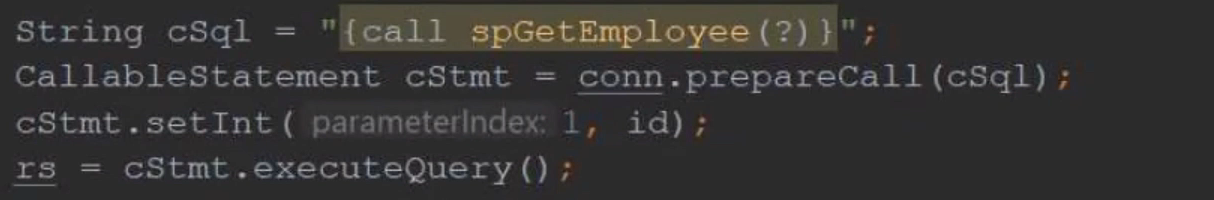 String cSql = "{call spGetEmployee(?)}";
CallableStatement cStmt = conn.prepareCall(cSql);
cStmt.setInt( parameterIndex: 1, id);
rs = cStmt.executeQuery();